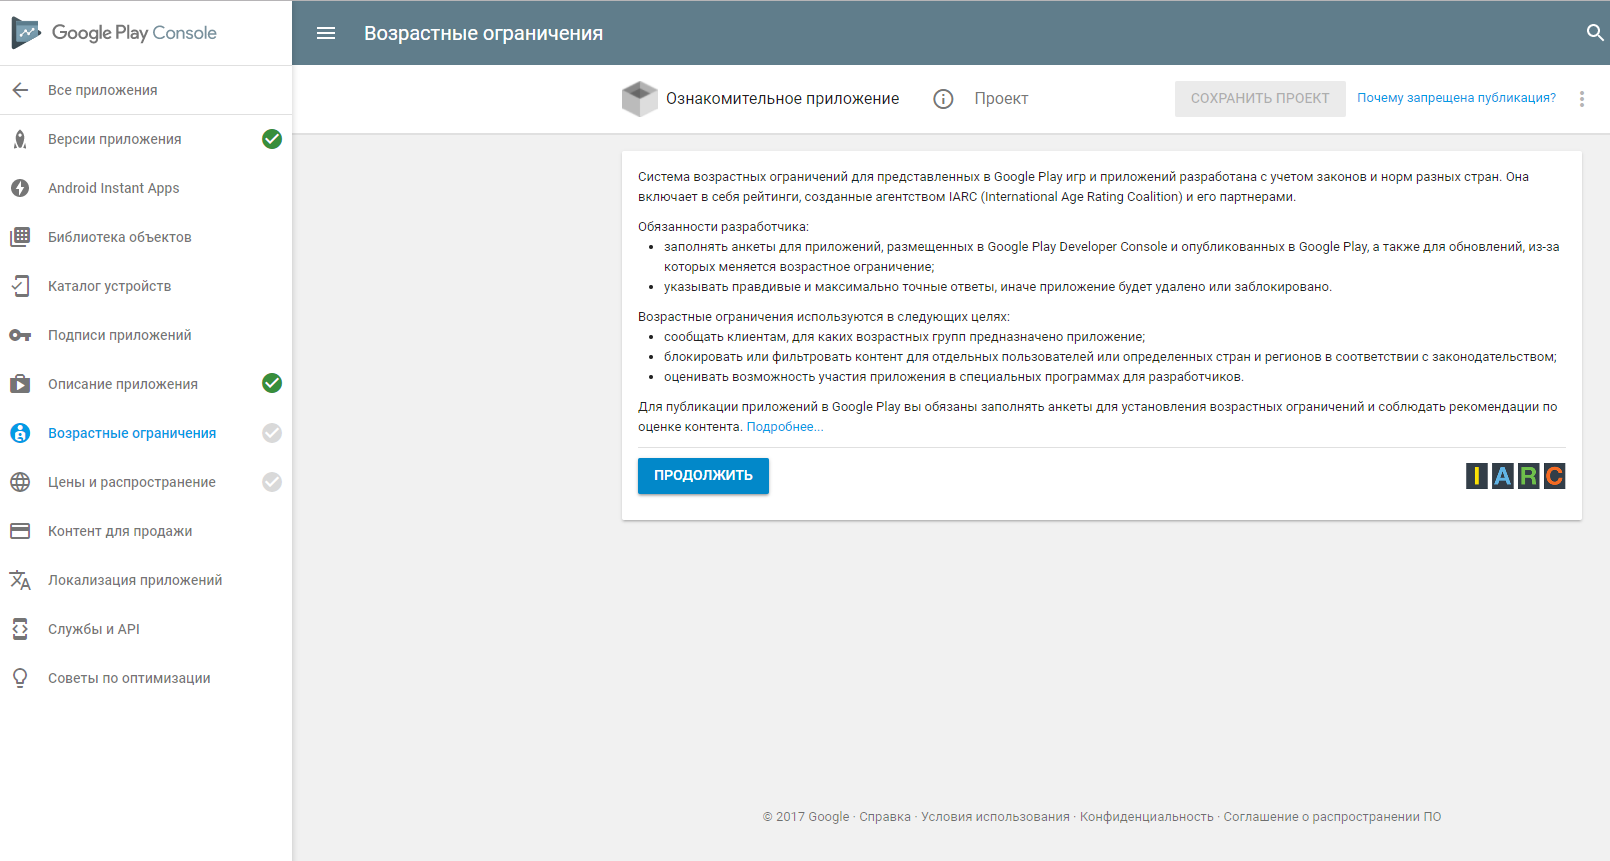 Google Play Console
Возрастные ограничения
Все приложения
Версии приложения
Android Instant Apps
Библиотека объектов
Каталог устройств
Подписи приложений
Описание приложения
Возрастные ограничения
Цены и распространение
Контент для продажи
Локализация приложений
Службы и API
Советы по оптимизации
Ознакомительное приложение
Проект
СОХРАНИТЬ ПРОЕКТ
Почему запрещена публикация?
Система возрастных ограничений для представленных в Google Play игр и приложений разработана с учетом законов и норм разных стран. Она
включает в себя рейтинги, созданные агентством IARC (International Age Rating Coalition) и его партнерами.
Обязанности разработчика:
• заполнять анкеты для приложений, размещенных в Google Play Developer Console и опубликованных в Google Play, а также для обновлений, из-за
которых меняется возрастное ограничение;
• указывать правдивые и максимально точные ответы, иначе приложение будет удалено или заблокировано.
Возрастные ограничения используются в следующих целях:
• сообщать клиентам, для каких возрастных групп предназначено приложение;
• блокировать или фильтровать контент для отдельных пользователей или определенных стран и регионов в соответствии с законодательством;
• оценивать возможность участия приложения в специальных программах для разработчиков.
Для публикации приложений в Google Play вы обязаны заполнять анкеты для установления возрастных ограничений и соблюдать рекомендации по
оценке контента. Подробнее...
ПРОДОЛЖИТЬ
IARC
© 2017 Google · Справка · Условия использования · Конфиденциальность · Соглашение о распространении ПО